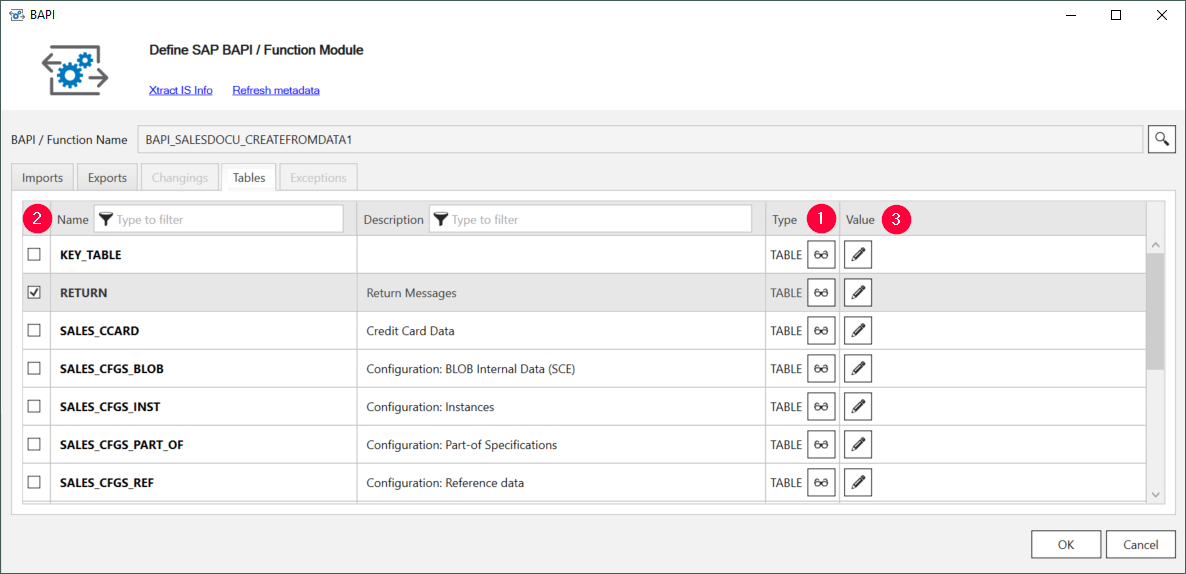 BAPI
Define SAP BAPI / Function Module
Xtract IS Info Refresh metadata
BAPI / Function Name BAPI_SALESDOCU_CREATEFROMDATA1
Imports Exports Changings Tables Exceptions
2 Name Type to filter Description Type to filter Type 1 Value 3
KEY_TABLE TABLE
RETURN Return Messages TABLE
SALES_CCARD Credit Card Data TABLE
SALES_CFGS_BLOB Configuration: BLOB Internal Data (SCE) TABLE
SALES_CFGS_INST Configuration: Instances TABLE
SALES_CFGS_PART_OF Configuration: Part-of Specifications TABLE
SALES_CFGS_REF Configuration: Reference data TABLE
OK Cancel